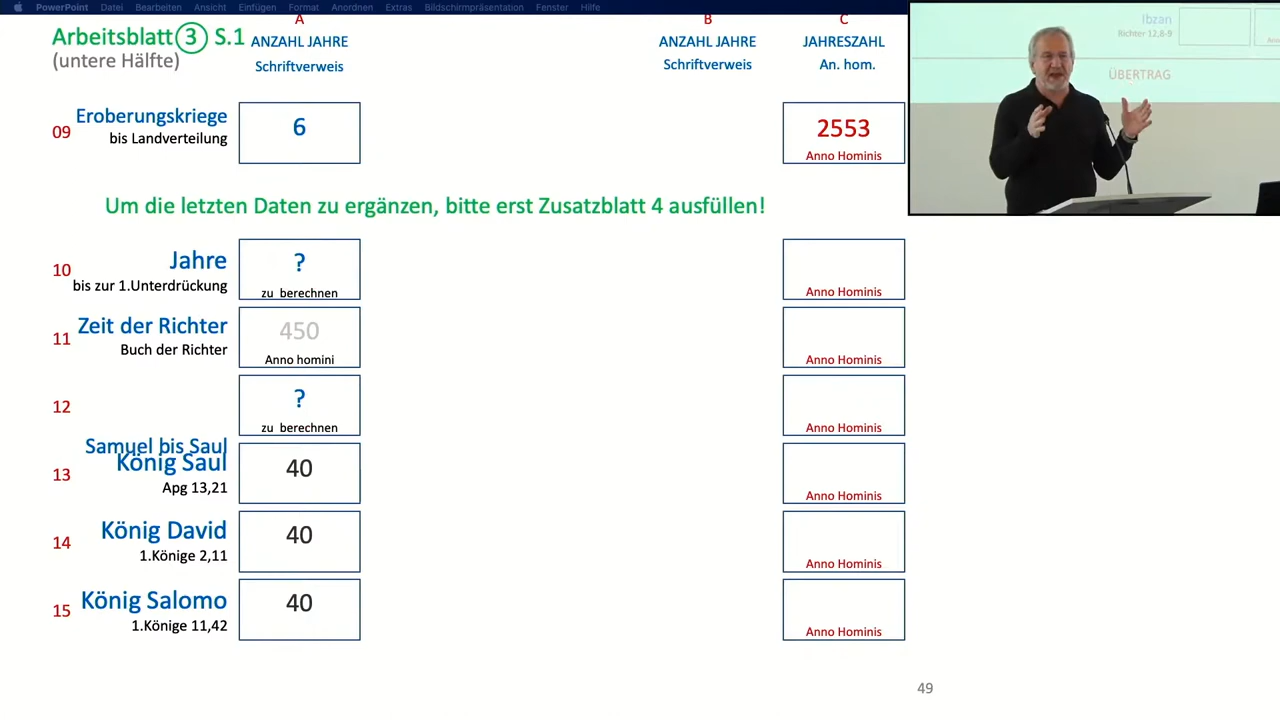 PowerPoint Datei Bearbeiten Ansicht Einfügen Format Anordnen Extras Bildschirmpräsentation Fenster Hilfe
Arbeitsblatt 3 S.1
(untere Hälfte)
A
ANZAHL JAHRE
Schriftverweis
B
ANZAHL JAHRE
Schriftverweis
C
JAHRESZAHL
An. hom.
Ibzan
Richter 12,8-9
ÜBERTRAG
09
Eroberungskriege
bis Landverteilung
6
2553
Anno Hominis
Um die letzten Daten zu ergänzen, bitte erst Zusatzblatt 4 ausfüllen!
10
Jahre
bis zur 1.Unterdrückung
?
zu berechnen
Anno Hominis
11
Zeit der Richter
Buch der Richter
450
Anno homini
Anno Hominis
12
?
zu berechnen
Anno Hominis
Samuel bis Saul
13
König Saul
Apg 13,21
40
Anno Hominis
14
König David
1.Könige 2,11
40
Anno Hominis
15
König Salomo
1.Könige 11,42
40
Anno Hominis
49